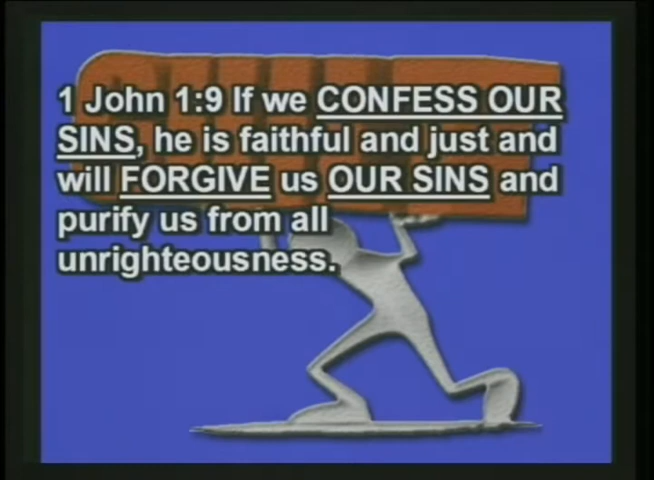 1 John 1:9 If we CONFESS OUR
SINS, he is faithful and just and
will FORGIVE us OUR SINS and
purify us from all
unrighteousness.